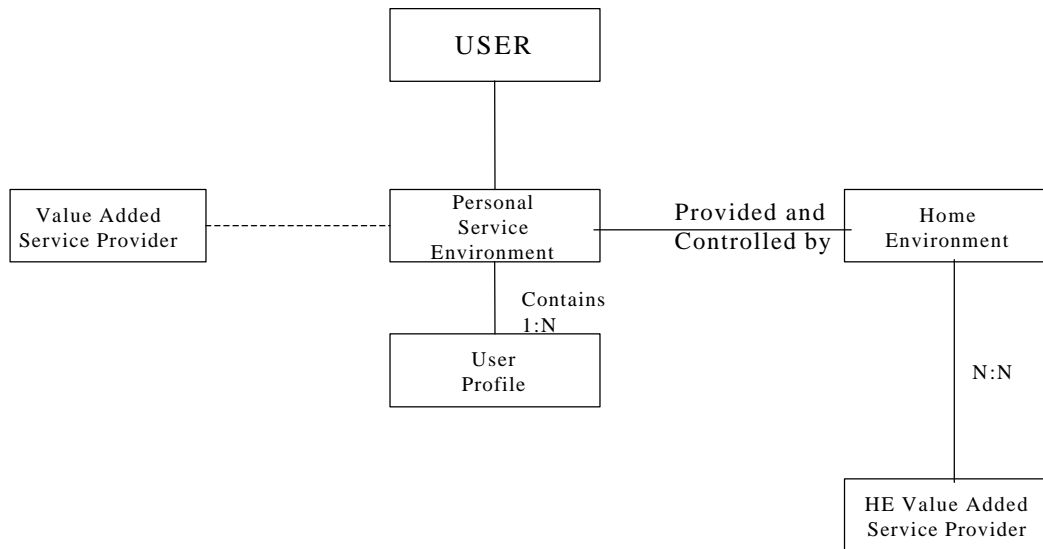 USER
Value Added
Service Provider
Personal
Service
Environment
Provided and
Controlled by
Home
Environment
Contains
1:N
User
Profile
N:N
HE Value Added
Service Provider